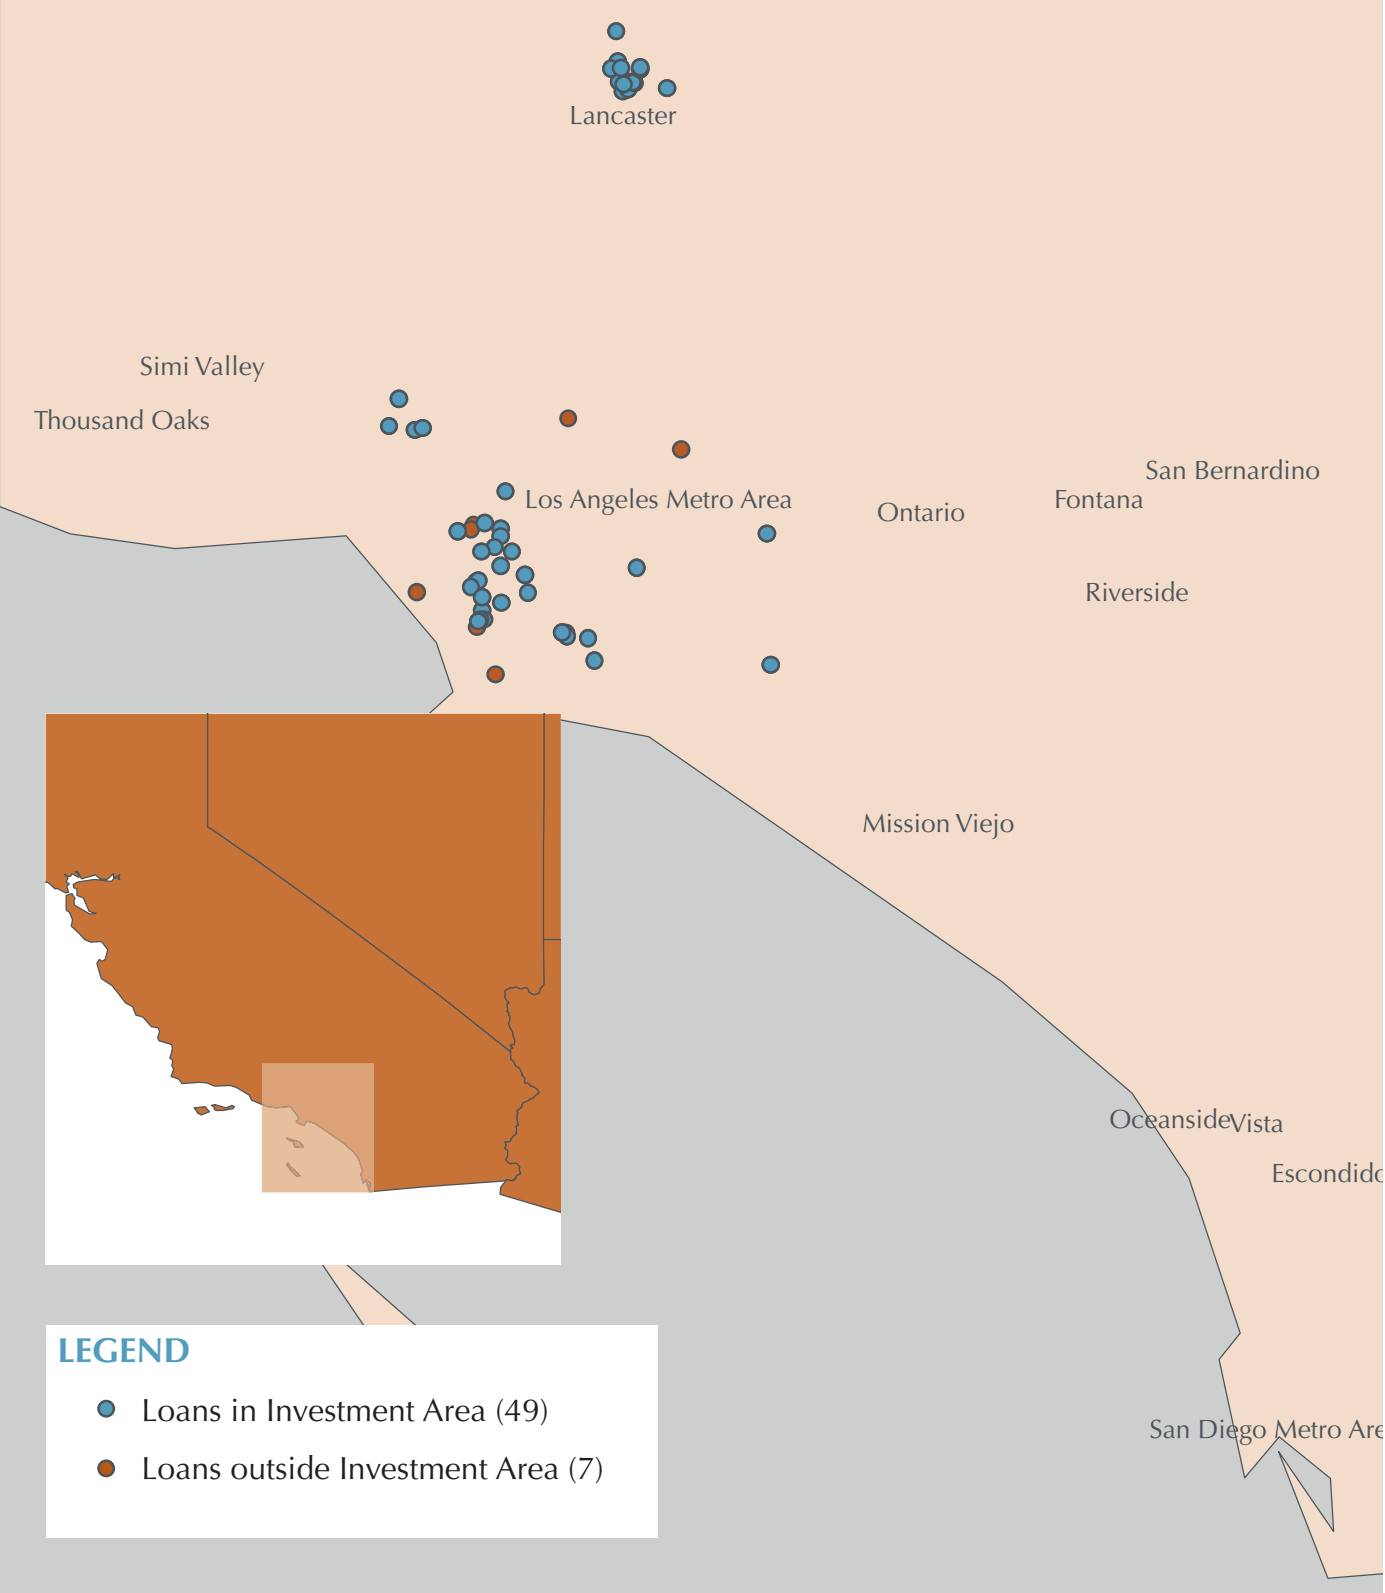 Lancaster
Simi Valley
Thousand Oaks
San Bernardino
Los Angeles Metro Area
Fontana
Ontario
Riverside
Mission Viejo
Oceanside
Vista
Escondido
San Diego Metro Are
LEGEND
Loans in Investment Area (49)
Loans outside Investment Area (7)